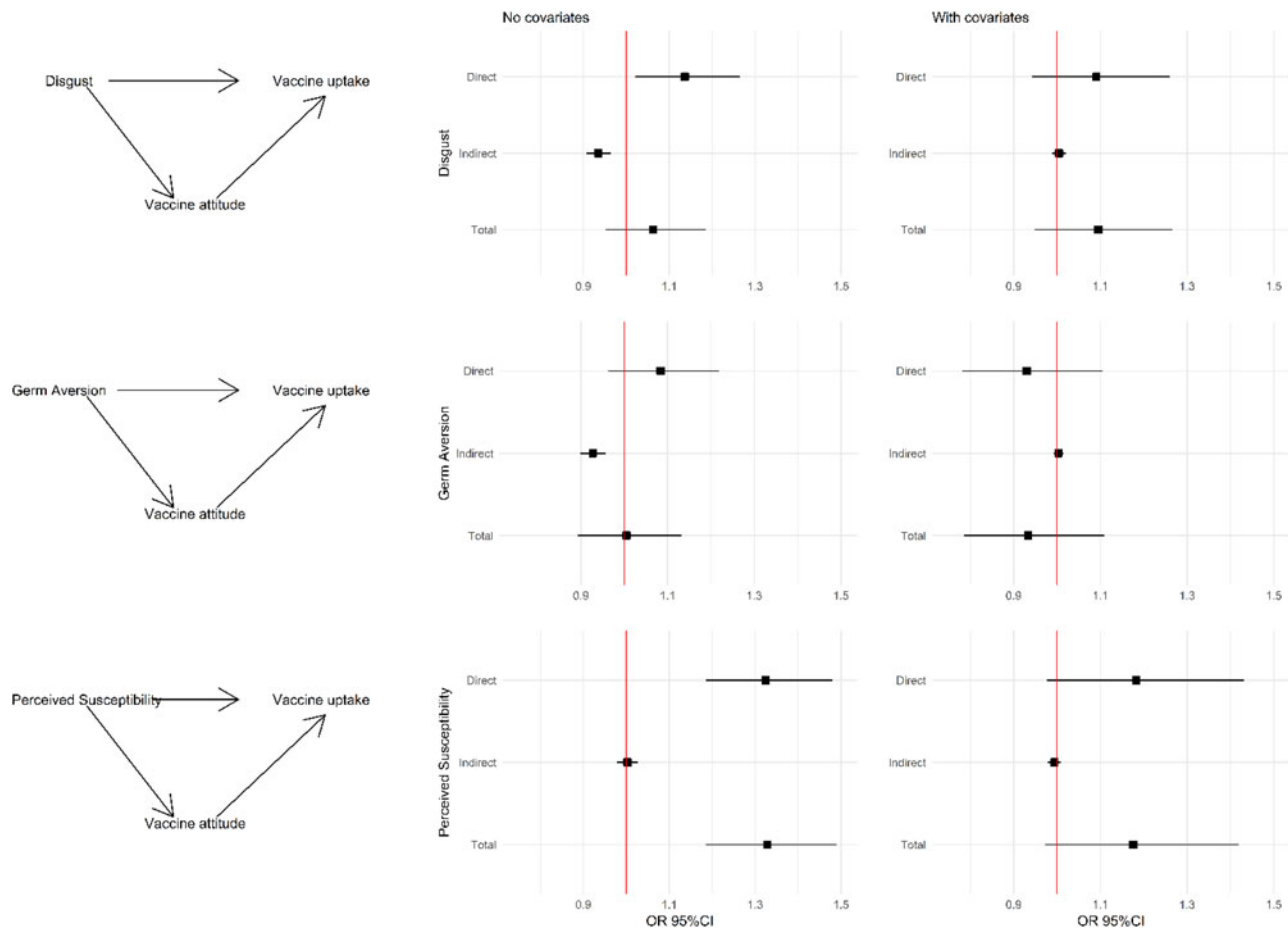 No covariates
With covariates
Disgust
Vaccine uptake
Vaccine attitude
Disgust
Direct
Indirect
Total
0.9 1.1 1.3 1.5
Direct
Indirect
Total
0.9 1.1 1.3 1.5
Germ Aversion
Vaccine uptake
Vaccine attitude
Germ Aversion
Direct
Indirect
Total
0.9 1.1 1.3 1.5
Direct
Indirect
Total
0.9 1.1 1.3 1.5
Perceived Susceptibility
Vaccine uptake
Vaccine attitude
Perceived Susceptibility
Direct
Indirect
Total
0.9 1.1 1.3 1.5
OR 95%CI
Direct
Indirect
Total
0.9 1.1 1.3 1.5
OR 95%CI